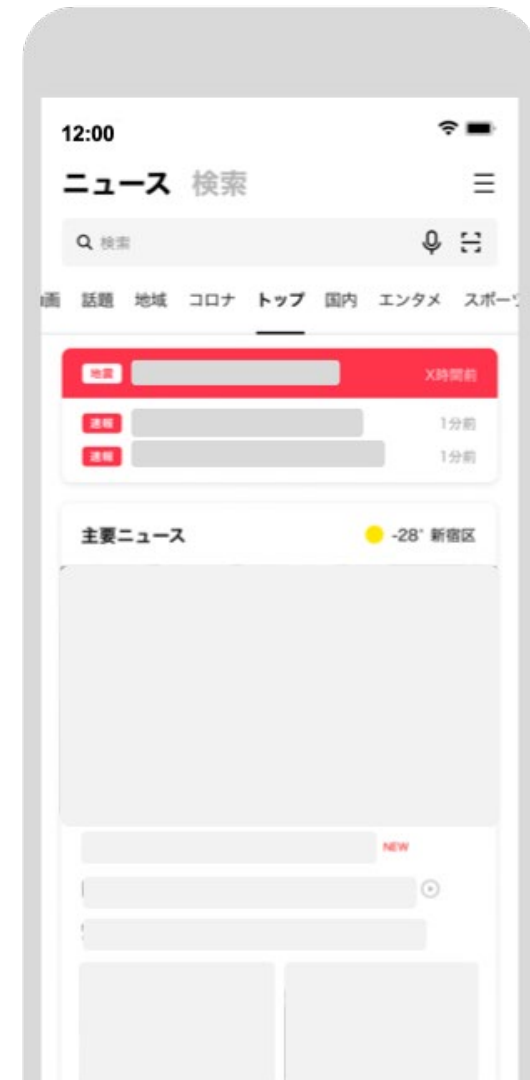 12:00
ニュース 検索
検索
画 話題 地域 コロナ トップ 国内 エンタメ スポーツ
地震 X時間前
速報 1分前
速報 1分前
主要ニュース -28° 新宿区
NEW